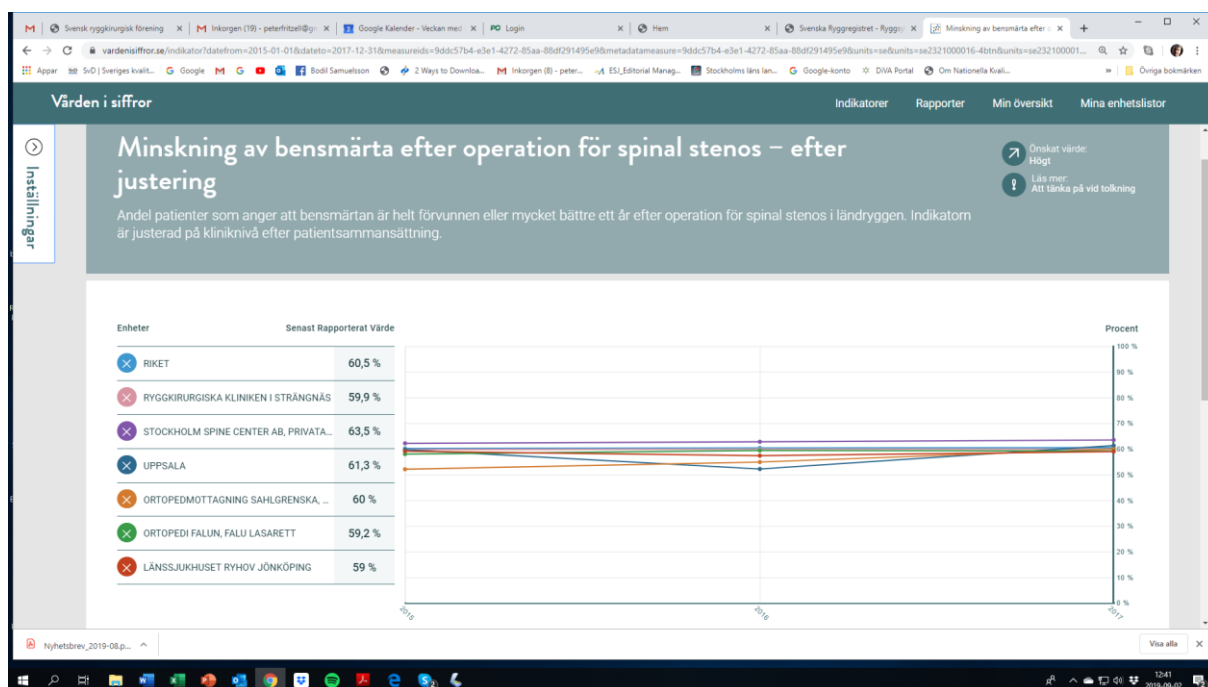 Svensk ryggkirurgisk förening
Inkorgen (19) - peterfritzell@gm
Google Kalender - Veckan med
Login
Hem
Svenska Ryggregistret - Ryggre
Minskning av bensmärta efter o
vardenisiffror.se/indikator?datefrom=2015-01-01&dateto=2017-12-31&measureids=9ddc57b4-e3e1-4272-85aa-88df291495e9&metadatameasure=9ddc57b4-e3e1-4272-85aa-88df291495e9&units=se&units=se2321000016-4btn&units=se232100001...
Appar
SvD | Sveriges kvalit...
Google
Bodil Samuelsson
2 Ways to Downloa...
Inkorgen (8) - peter...
ESJ_Editorial Manag...
Stockholms läns lan...
Google-konto
DiVA Portal
Om Nationella Kvali...
»
Övriga bokmärken
Vården i siffror
Indikatorer Rapporter Min översikt Mina enhetslistor
Inställningar
Minskning av bensmärta efter operation för spinal stenos – efter
justering
Andel patienter som anger att bensmärtan är helt förvunnen eller mycket bättre ett år efter operation för spinal stenos i ländryggen. Indikatorn
är justerad på kliniknivå efter patientsammansättning.
Önskat värde:
Högt
Läs mer:
Att tänka på vid tolkning
Enheter Senast Rapporterat Värde
RIKET 60,5 %
RYGGKIRURGISKA KLINIKEN I STRÄNGNÄS 59,9 %
STOCKHOLM SPINE CENTER AB, PRIVATA... 63,5 %
UPPSALA 61,3 %
ORTOPEDMOTTAGNING SAHLGRENSKA, ... 60 %
ORTOPEDI FALUN, FALU LASARETT 59,2 %
LÄNSSJUKHUSET RYHOV JÖNKÖPING 59 %
Procent
100 %
90 %
80 %
70 %
60 %
50 %
40 %
30 %
20 %
10 %
0 %
2015
2016
2017
Nyhetsbrev_2019-08.p...
Visa alla
12:41
2019-09-02